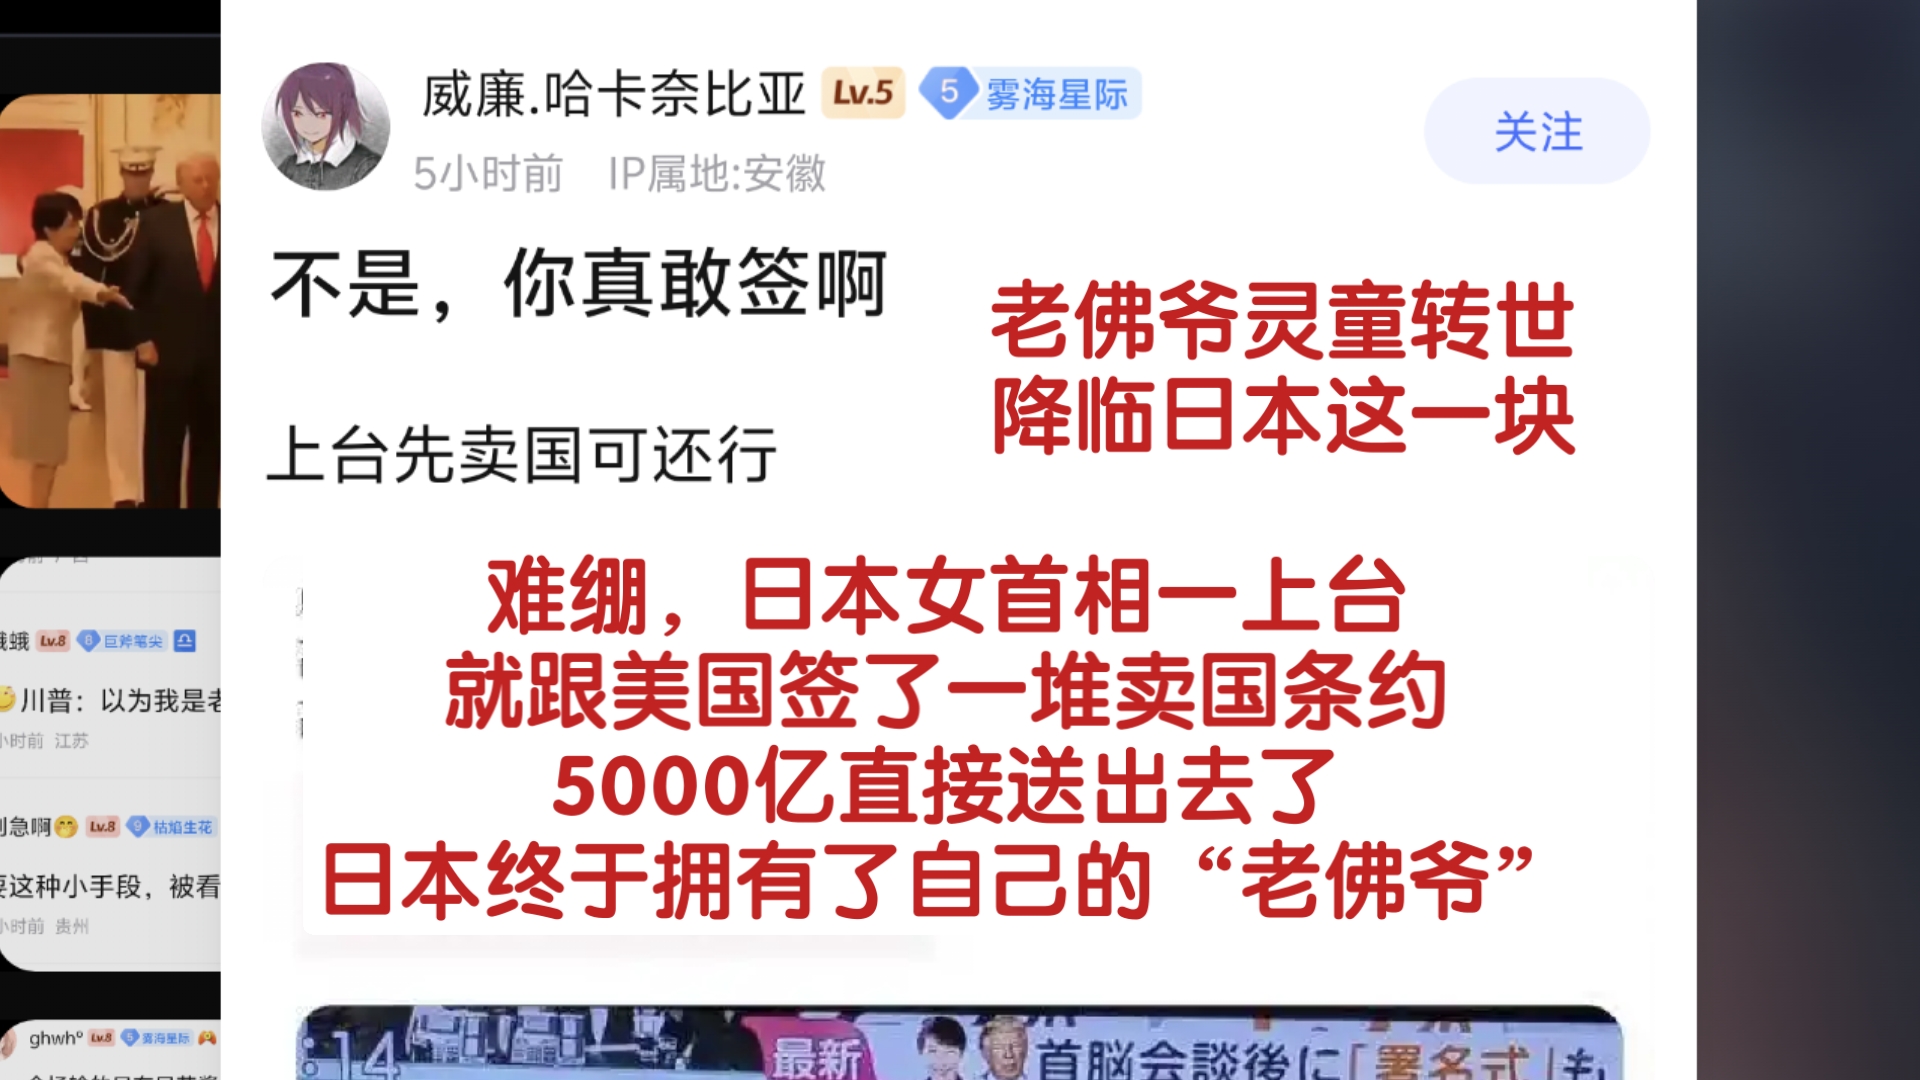 威廉.哈卡奈比亚 Lv.5 5 雾海星际
关注
5小时前 IP属地:安徽
不是，你真敢签啊
老佛爷灵童转世
降临日本这一块
上台先卖国可还行
难绷，日本女首相一上台
就跟美国签了一堆卖国条约
5000亿直接送出去了
日本终于拥有了自己的“老佛爷”
Lv.8 8 巨斧笔尖
川普：以为我是老
小时前 江苏
急啊 Lv.8 9 枯焰生花
这种小手段，被看
小时前 贵州
ghwh° Lv.8 5 雾海星际
:14
最新
首脳会談後に「署名式」も